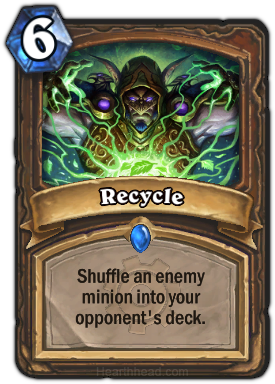 6
Recycle
Shuffle an enemy
minion into your
opponent's deck.
Hearthhead.com